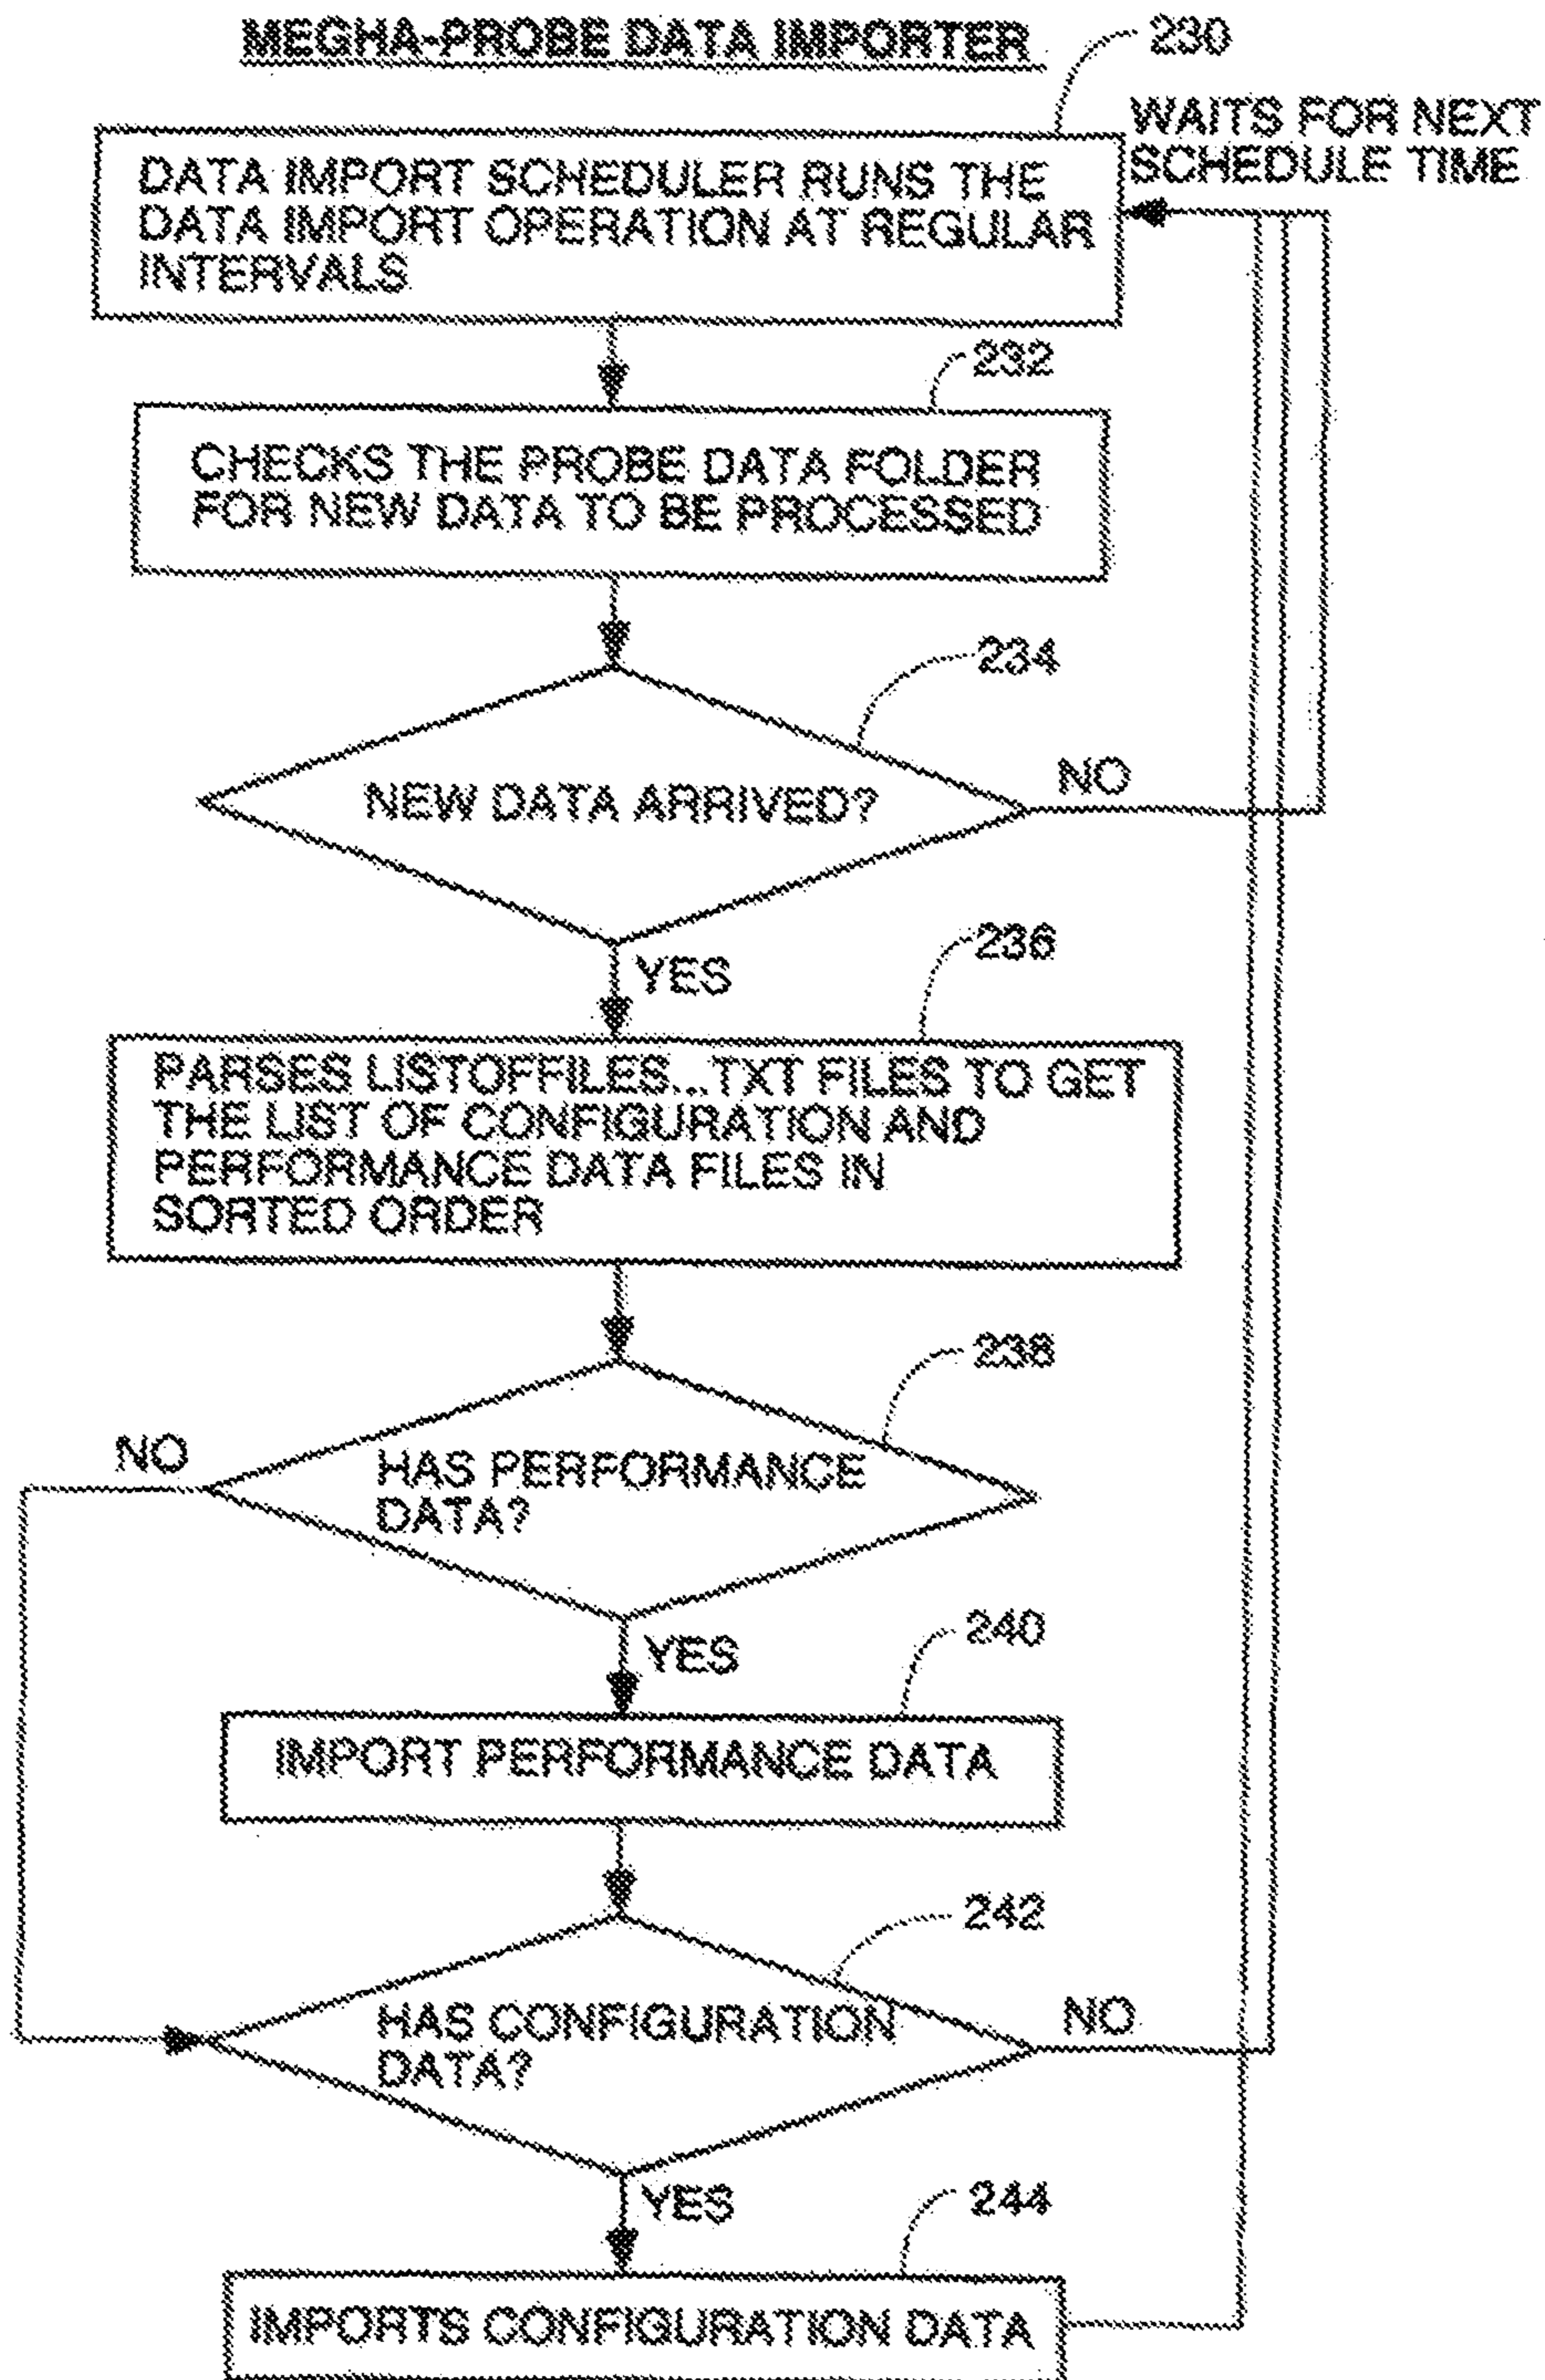 MEGHA-PROBE DATA IMPORTER
230
WAITS FOR NEXT
SCHEDULE TIME
DATA IMPORT SCHEDULER RUNS THE
DATA IMPORT OPERATION AT REGULAR
INTERVALS
232
CHECKS THE PROBE DATA FOLDER
FOR NEW DATA TO BE PROCESSED
234
NEW DATA ARRIVED?
NO
YES
236
PARSES LISTOFFILES...TXT FILES TO GET
THE LIST OF CONFIGURATION AND
PERFORMANCE DATA FILES IN
SORTED ORDER
238
NO
HAS PERFORMANCE
DATA?
YES
240
IMPORT PERFORMANCE DATA
242
HAS CONFIGURATION
DATA?
NO
YES
244
IMPORTS CONFIGURATION DATA